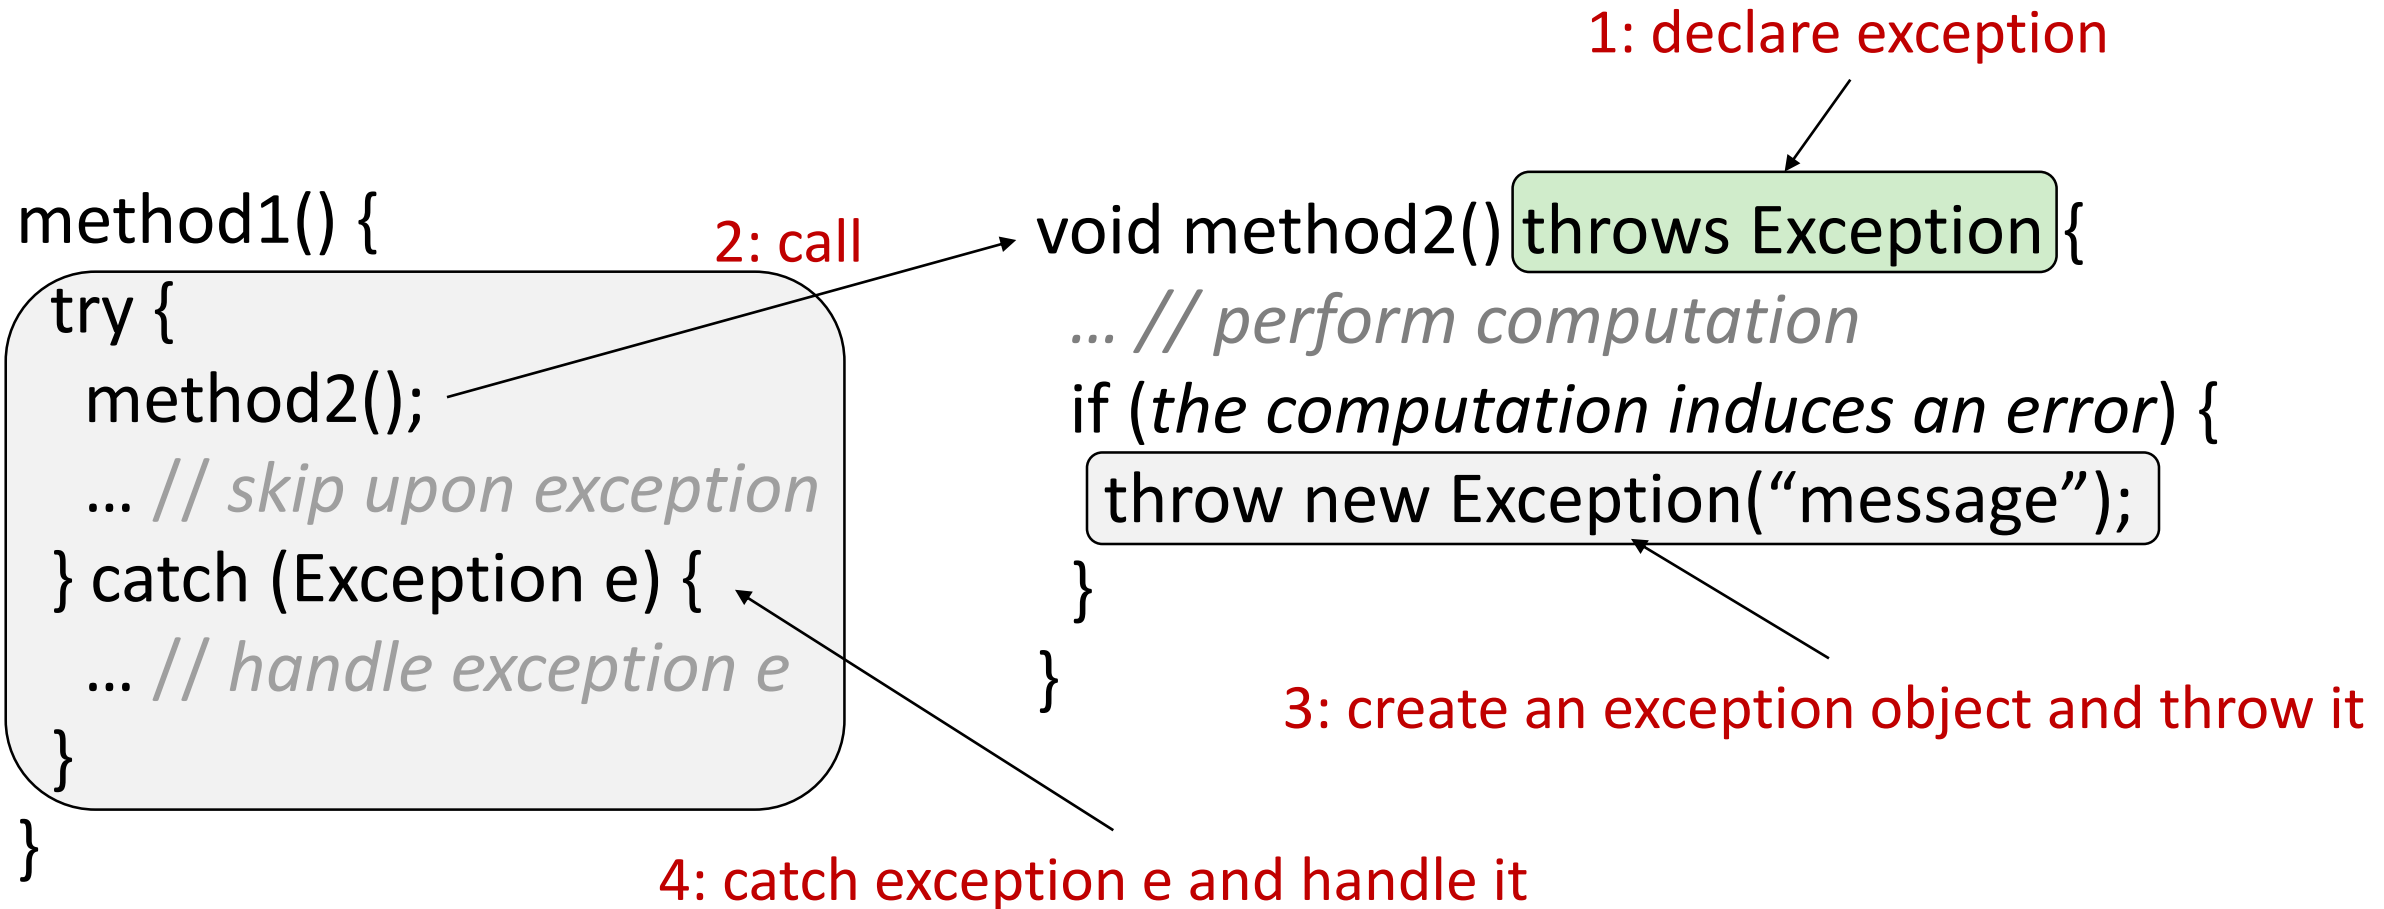 1: declare exception
method1() {
try {
method2();
… // skip upon exception
} catch (Exception e) {
… // handle exception e
}
}
2: call
void method2() throws Exception {
… // perform computation
if (the computation induces an error) {
throw new Exception(“message”);
}
}
3: create an exception object and throw it
4: catch exception e and handle it